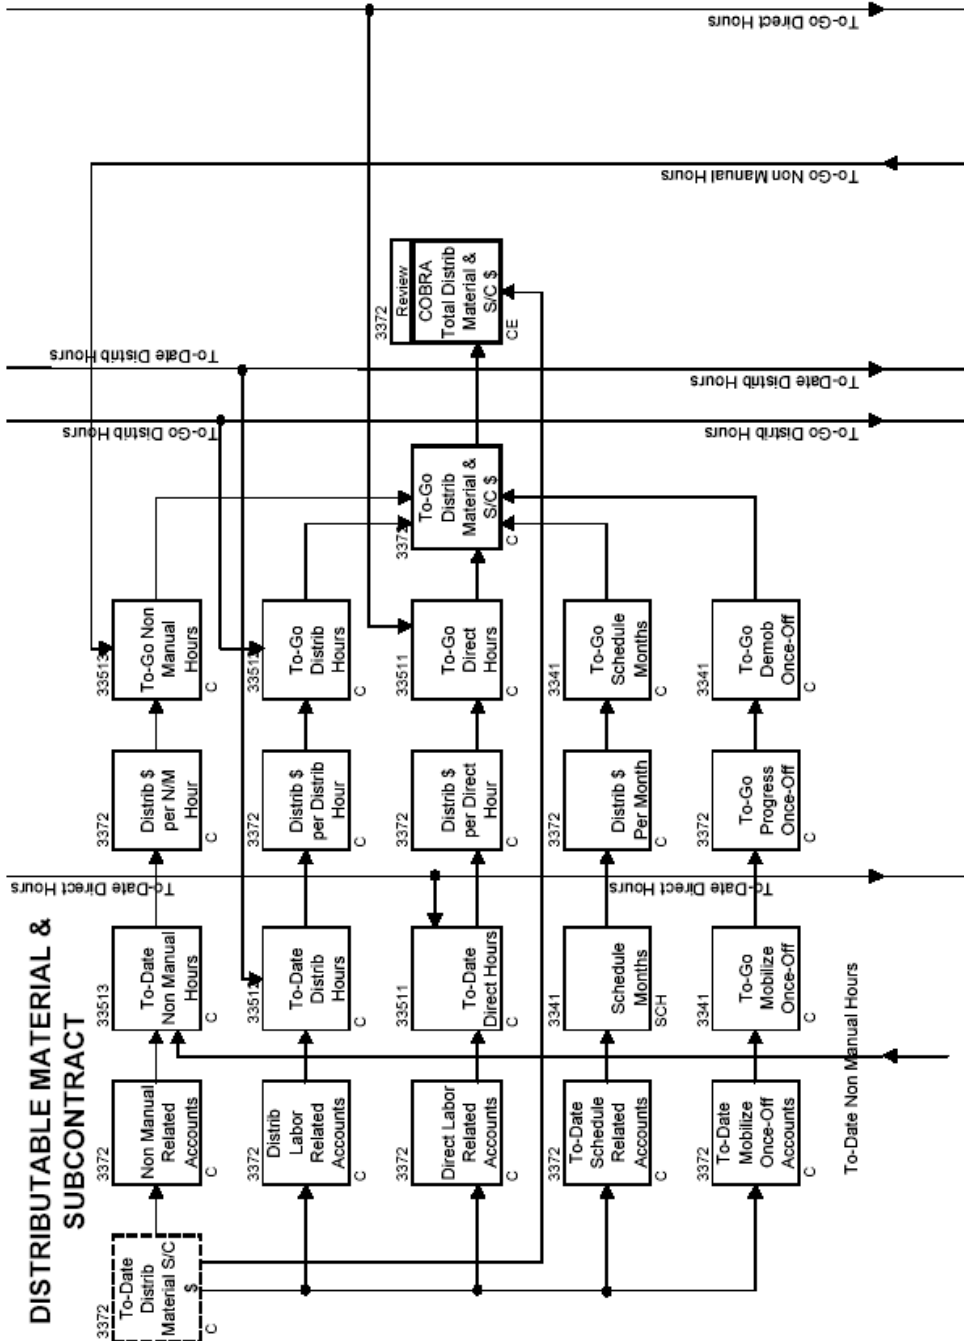 DISTRIBUTABLE MATERIAL &
SUBCONTRACT
3372
To-Date
Distrib
Material S/C
$
C
3372
Non Manual
Related
Accounts
C
33513
To-Date
Non Manual
Hours
C
3372
Distrib $
per N/M
Hour
C
33513
To-Go Non
Manual
Hours
C
3372
Distrib
Labor
Related
Accounts
C
3351
To-Date
Distrib
Hours
C
3372
Distrib $
per Distrib
Hour
C
3351
To-Go
Distrib
Hours
C
3372
Direct Labor
Related
Accounts
C
33511
To-Date
Direct Hours
C
3372
Distrib $
per Direct
Hour
C
33511
To-Go
Direct
Hours
C
3372
To-Go
Distrib
Material &
S/C $
C
3372
Review
COBRA
Total Distrib
Material &
S/C $
CE
3372
To-Date
Schedule
Related
Accounts
C
3341
Schedule
Months
SCH
3372
Distrib $
Per Month
C
3341
To-Go
Schedule
Months
C
3372
To-Date
Mobilize
Once-Off
Accounts
C
3341
To-Go
Mobilize
Once-Off
C
3372
To-Go
Progress
Once-Off
C
3341
To-Go
Demob
Once-Off
C
To-Date Non Manual Hours
To-Date Direct Hours
To-Date Direct Hours
To-Go Distrib Hours
To-Go Distrib Hours
To-Date Distrib Hours
To-Date Distrib Hours
To-Go Non Manual Hours
To-Go Direct Hours